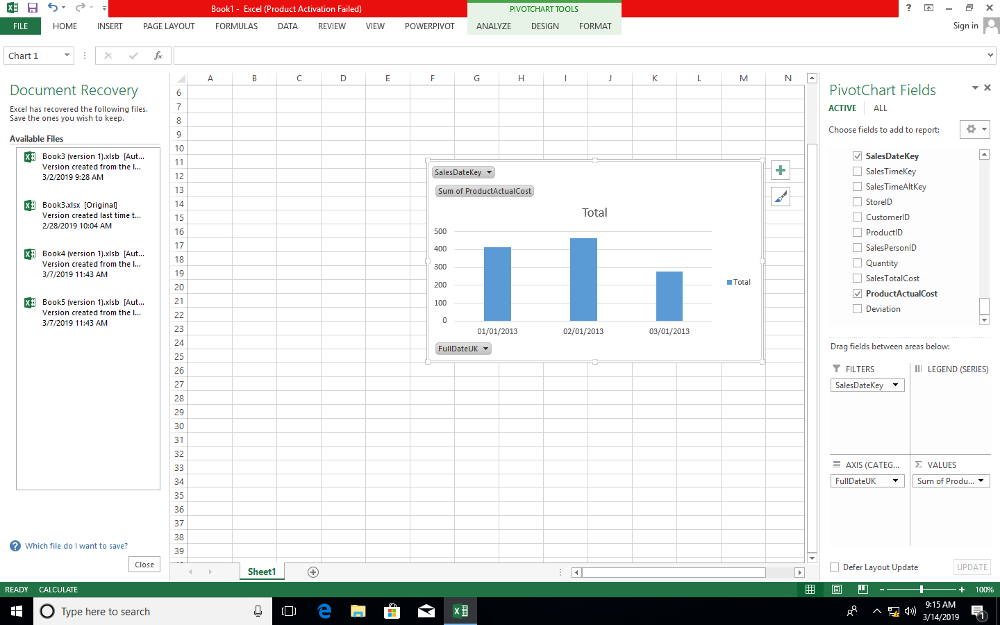 Book1 - Excel (Product Activation Failed)
PIVOTCHART TOOLS
?
FILE
HOME
INSERT
PAGE LAYOUT
FORMULAS
DATA
REVIEW
VIEW
POWERPIVOT
ANALYZE
DESIGN
FORMAT
Sign in
Chart 1
fx
Document Recovery
Excel has recovered the following files.
Save the ones you wish to keep.
Available Files
Book3 (version 1).xlsb [Aut...
Version created from the l...
3/2/2019 9:28 AM
Book3.xlsx [Original]
Version created last time t...
2/28/2019 10:04 AM
Book4 (version 1).xlsb [Aut...
Version created from the l...
3/7/2019 11:43 AM
Book5 (version 1).xlsb [Aut...
Version created from the l...
3/7/2019 11:43 AM
? Which file do I want to save?
Close
A B C D E F G H I J K L M N
6
7
8
9
10
11
12
13
14
15
16
17
18
19
20
21
22
23
24
25
26
27
28
29
30
31
32
33
34
35
36
37
38
39
SalesDateKey
Sum of ProductActualCost
Total
500
400
300
200
100
0
01/01/2013
02/01/2013
03/01/2013
Total
FullDateUK
Sheet1
PivotChart Fields
ACTIVE
ALL
Choose fields to add to report:
SalesDateKey
SalesTimeKey
SalesTimeAltKey
StoreID
CustomerID
ProductID
SalesPersonID
Quantity
SalesTotalCost
ProductActualCost
Deviation
Drag fields between areas below:
FILTERS
SalesDateKey
LEGEND (SERIES)
AXIS (CATEG...
FullDateUK
Σ VALUES
Sum of Produ...
Defer Layout Update
UPDATE
READY
CALCULATE
100%
Type here to search
9:15 AM
3/14/2019
1